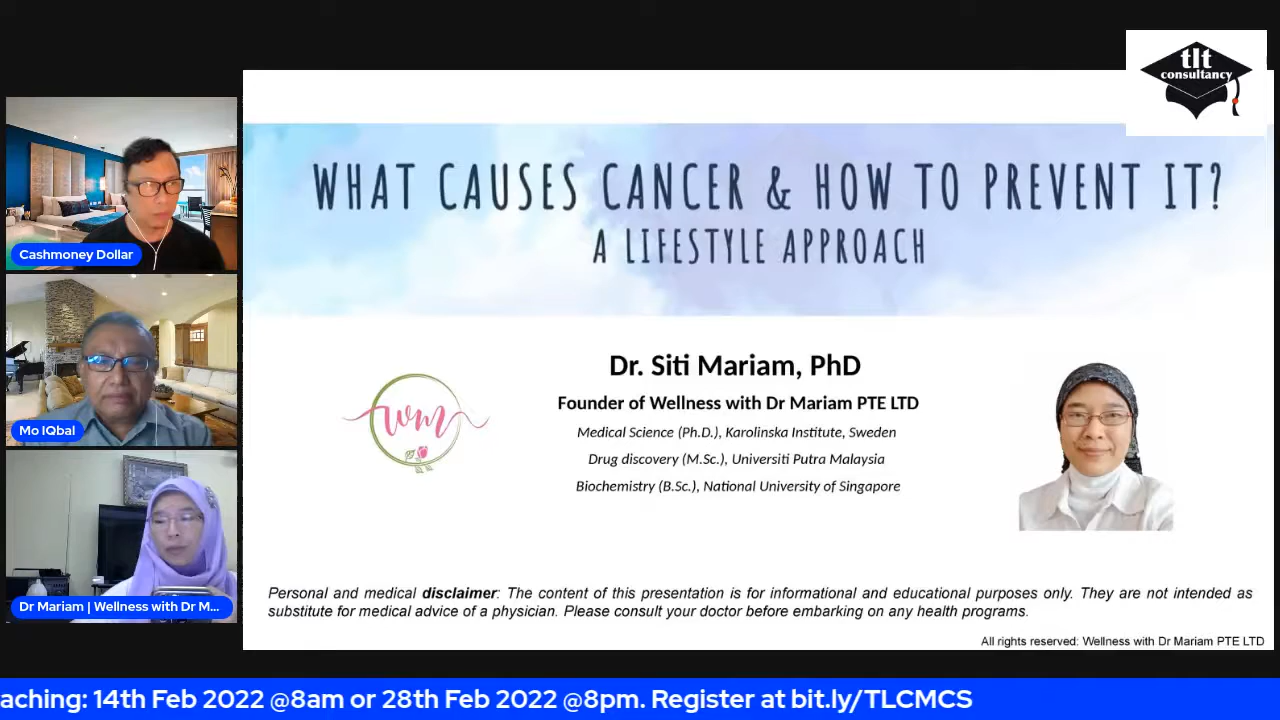 tlt
consultancy
WHAT CAUSES CANCER & HOW TO PREVENT IT?
A LIFESTYLE APPROACH
Cashmoney Dollar
Mo IQbal
Dr Mariam | Wellness with Dr M...
wm
Dr. Siti Mariam, PhD
Founder of Wellness with Dr Mariam PTE LTD
Medical Science (Ph.D.), Karolinska Institute, Sweden
Drug discovery (M.Sc.), Universiti Putra Malaysia
Biochemistry (B.Sc.), National University of Singapore
Personal and medical disclaimer: The content of this presentation is for informational and educational purposes only. They are not intended as
substitute for medical advice of a physician. Please consult your doctor before embarking on any health programs.
All rights reserved: Wellness with Dr Mariam PTE LTD
aching: 14th Feb 2022 @8am or 28th Feb 2022 @8pm. Register at bit.ly/TLCMCS